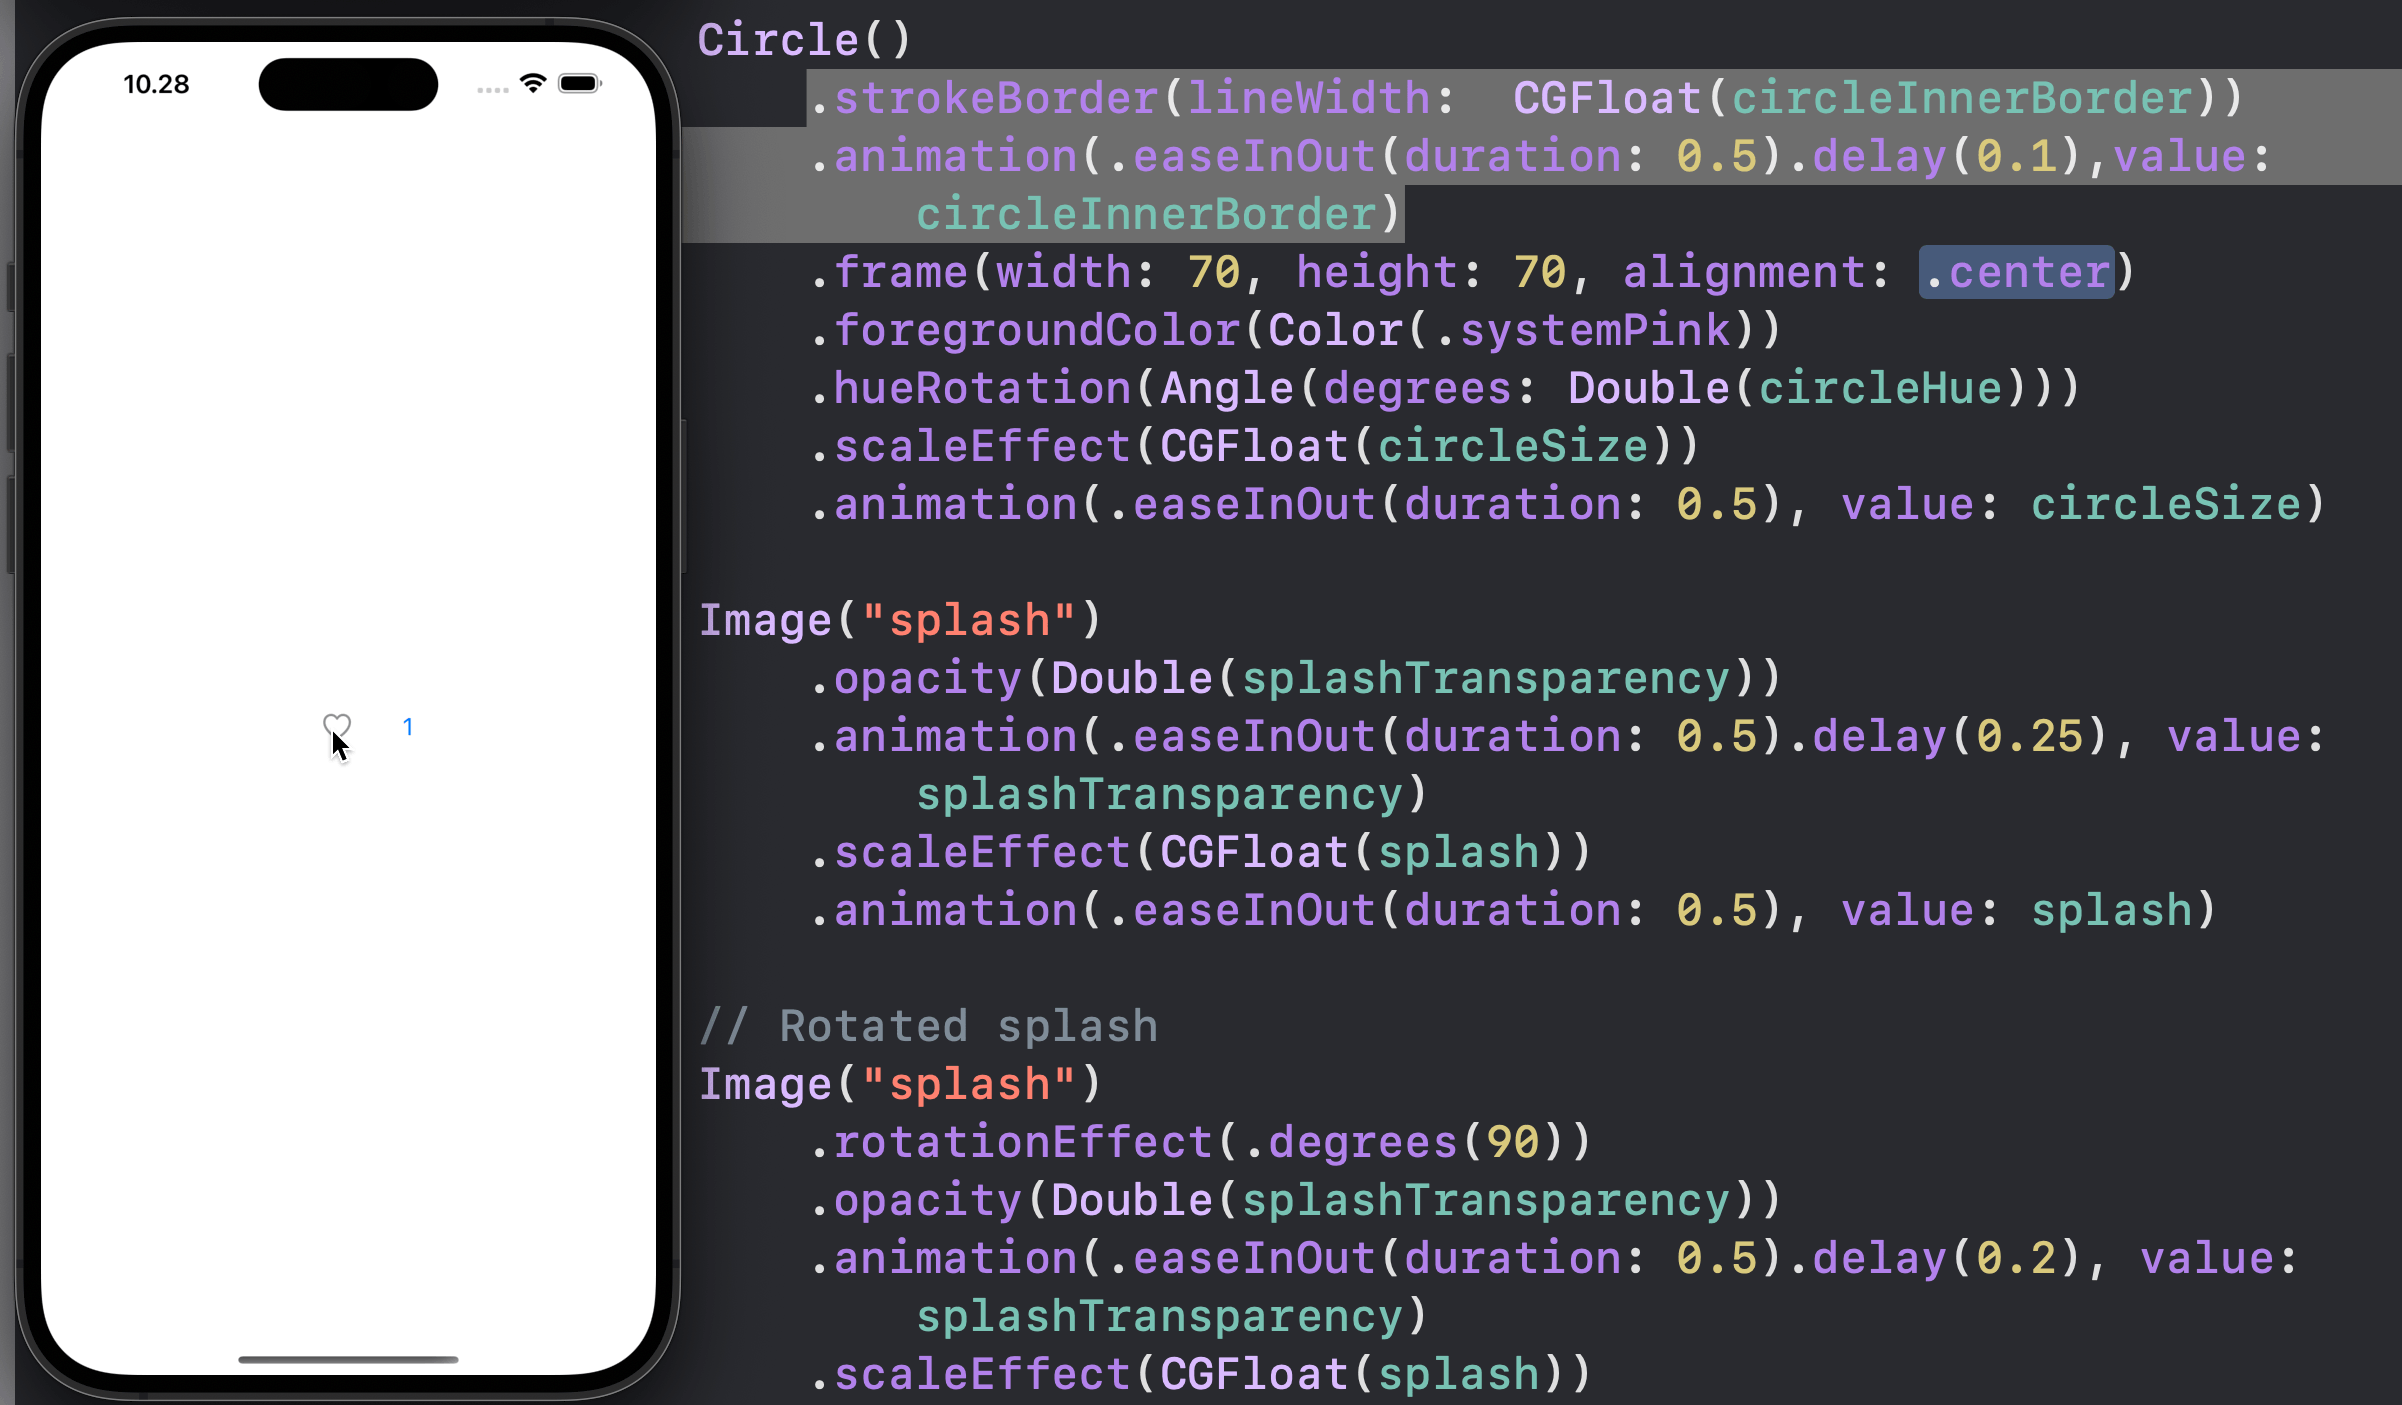 10.28
1
Circle()
.strokeBorder(lineWidth:  CGFloat(circleInnerBorder))
.animation(.easeInOut(duration: 0.5).delay(0.1),value:
circleInnerBorder)
.frame(width: 70, height: 70, alignment: .center)
.foregroundColor(Color(.systemPink))
.hueRotation(Angle(degrees: Double(circleHue)))
.scaleEffect(CGFloat(circleSize))
.animation(.easeInOut(duration: 0.5), value: circleSize)
Image("splash")
.opacity(Double(splashTransparency))
.animation(.easeInOut(duration: 0.5).delay(0.25), value:
splashTransparency)
.scaleEffect(CGFloat(splash))
.animation(.easeInOut(duration: 0.5), value: splash)
// Rotated splash
Image("splash")
.rotationEffect(.degrees(90))
.opacity(Double(splashTransparency))
.animation(.easeInOut(duration: 0.5).delay(0.2), value:
splashTransparency)
.scaleEffect(CGFloat(splash))